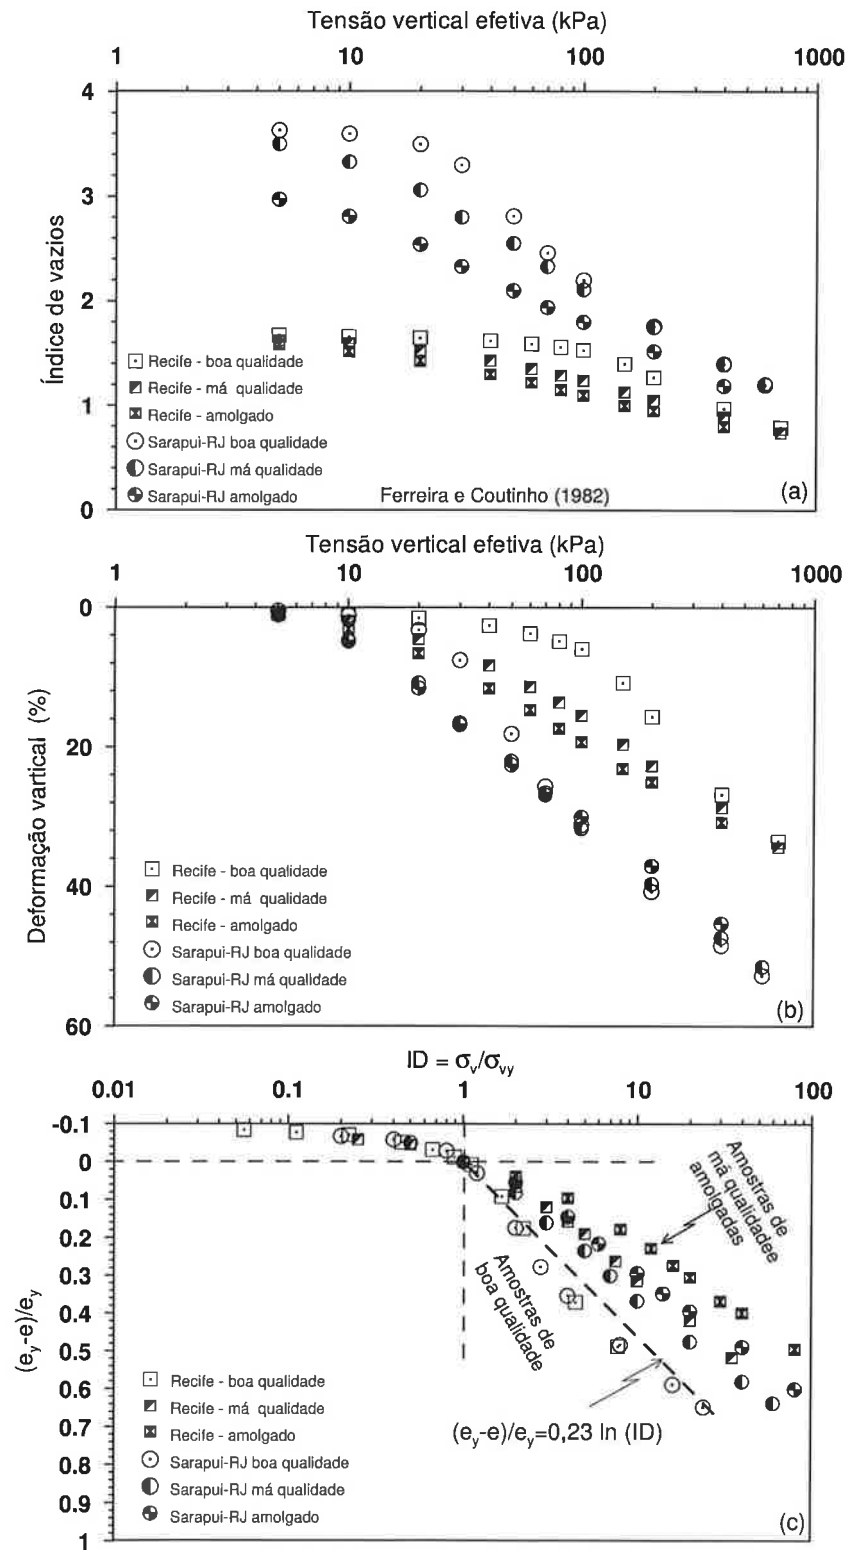 Tensão vertical efetiva (kPa)
1 10 100 1000
4
3
2
1
0
Índice de vazios
Recife - boa qualidade
Recife - má qualidade
Recife - amolgado
Sarapui-RJ boa qualidade
Sarapui-RJ má qualidade
Sarapui-RJ amolgado
Ferreira e Coutinho (1982)
(a)
Tensão vertical efetiva (kPa)
1 10 100 1000
0
20
40
60
Deformação vartical (%)
Recife - boa qualidade
Recife - má qualidade
Recife - amolgado
Sarapui-RJ boa qualidade
Sarapui-RJ má qualidade
Sarapui-RJ amolgado
(b)
ID = σv/σvy
0.01 0.1 1 10 100
-0.1
0
0.1
0.2
0.3
0.4
0.5
0.6
0.7
0.8
0.9
1
(ey-e)/ey
Amostras de
má qualidadee
amolgadas
Amostras de
boa qualidade
(ey-e)/ey=0,23 ln (ID)
Recife - boa qualidade
Recife - má qualidade
Recife - amolgado
Sarapui-RJ boa qualidade
Sarapui-RJ má qualidade
Sarapui-RJ amolgado
(c)